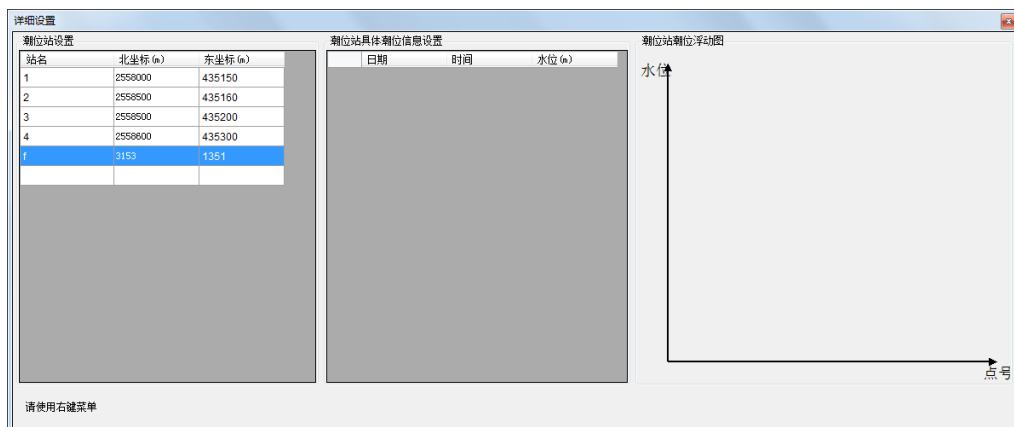 详细设置
潮位站设置
站名 北坐标(m) 东坐标(m)
1 2558000 435150
2 2558500 435160
3 2558500 435200
4 2558600 435300
f 3153 1351
潮位站具体潮位信息设置
日期 时间 水位(m)
潮位站潮位浮动图
水位
点号
请使用右键菜单